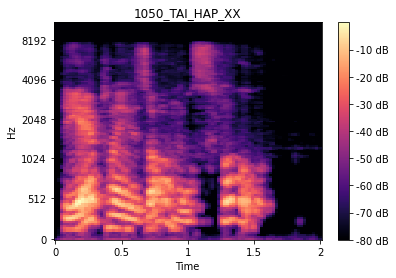 1050_TAI_HAP_XX
8192
4096
2048
1024
512
0
Hz
0
0.5
1
1.5
2
Time
-10 dB
-20 dB
-30 dB
-40 dB
-50 dB
-60 dB
-70 dB
-80 dB